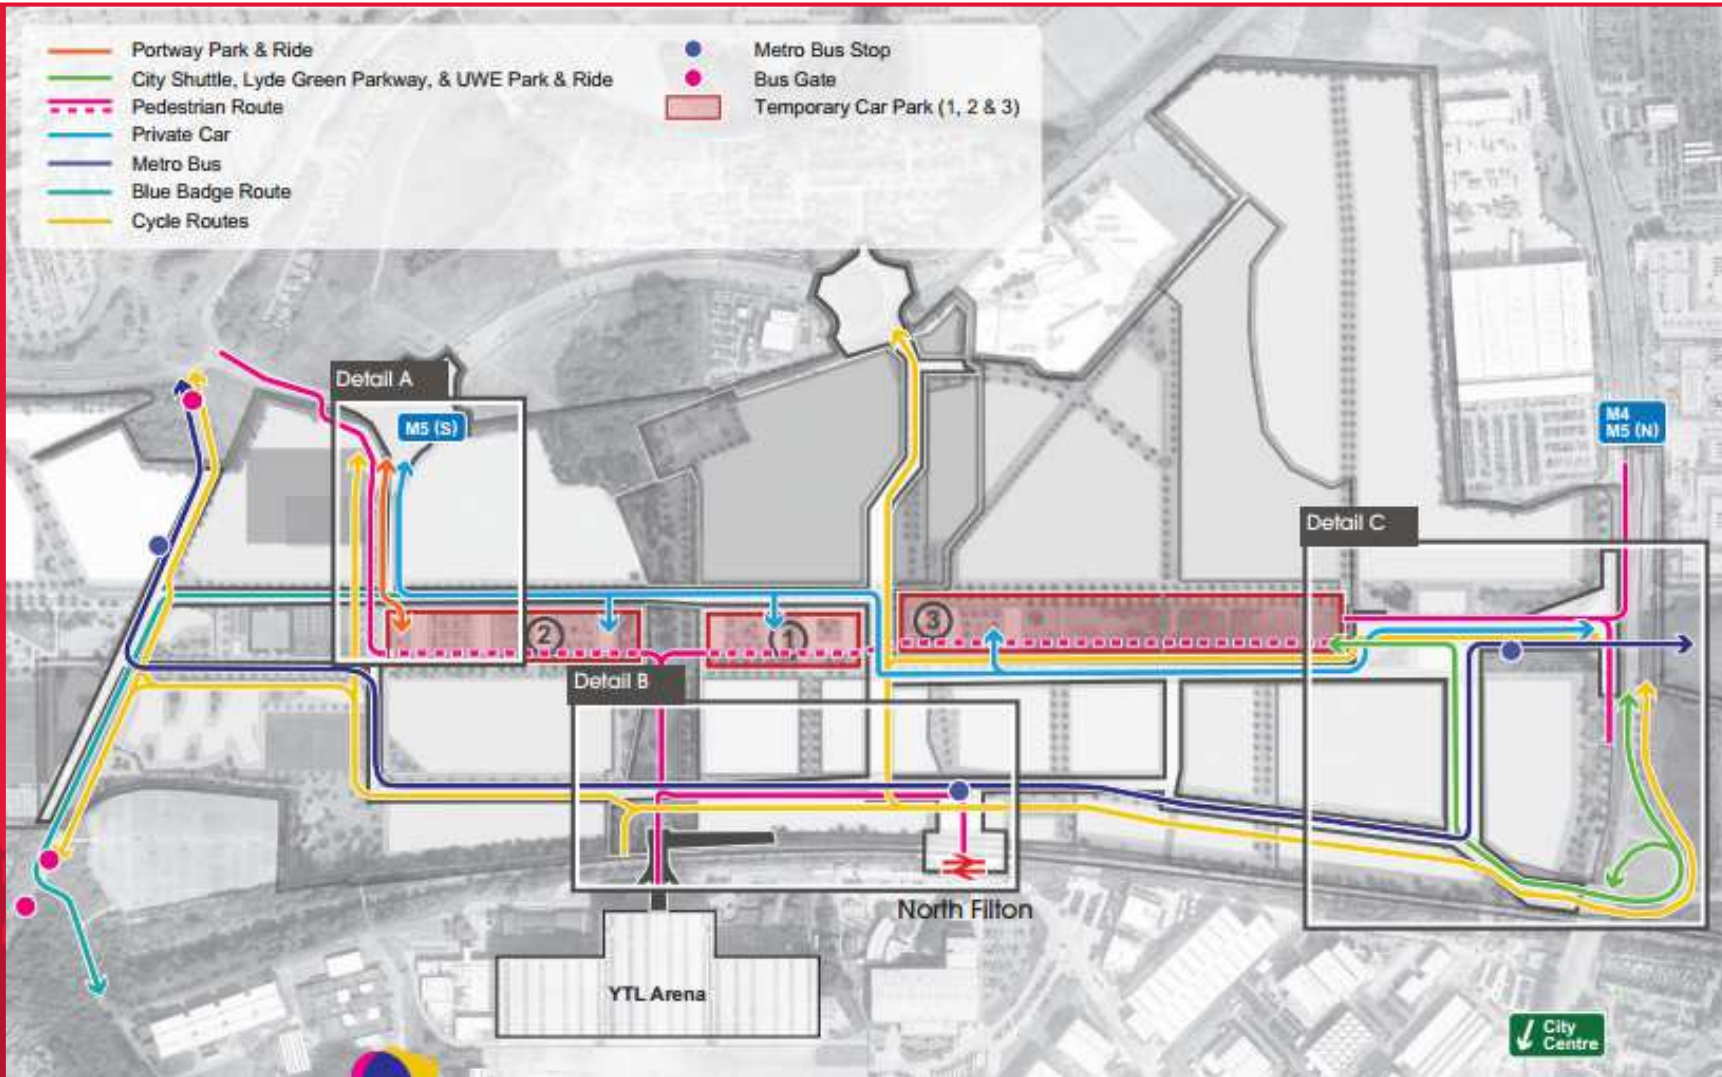 Portway Park & Ride
City Shuttle, Lyde Green Parkway, & UWE Park & Ride
Pedestrian Route
Private Car
Metro Bus
Blue Badge Route
Cycle Routes
Metro Bus Stop
Bus Gate
Temporary Car Park (1, 2 & 3)
Detail A
M5 (S)
M4
M5 (N)
Detail C
2
1
3
Detail B
North Filton
YTL Arena
City
Centre